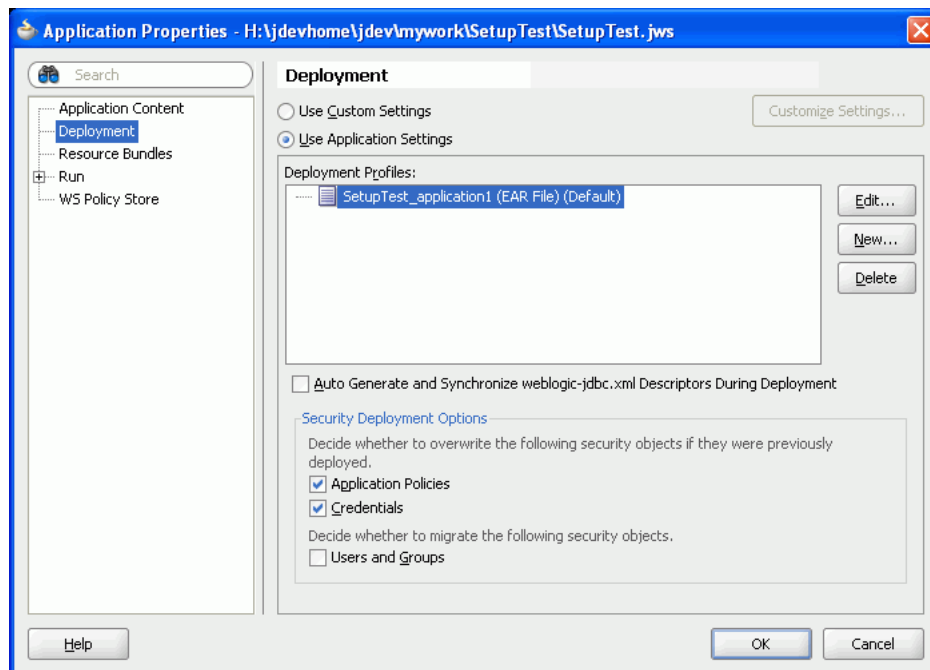 Application Properties - H:\jdevhome\jdev\mywork\SetupTest\SetupTest.jws
Search
Application Content
Deployment
Resource Bundles
Run
WS Policy Store
Deployment
Use Custom Settings
Customize Settings...
Use Application Settings
Deployment Profiles:
SetupTest_application1 (EAR File) (Default)
Edit...
New...
Delete
Auto Generate and Synchronize weblogic-jdbc.xml Descriptors During Deployment
Security Deployment Options
Decide whether to overwrite the following security objects if they were previously
deployed.
Application Policies
Credentials
Decide whether to migrate the following security objects.
Users and Groups
Help
OK
Cancel